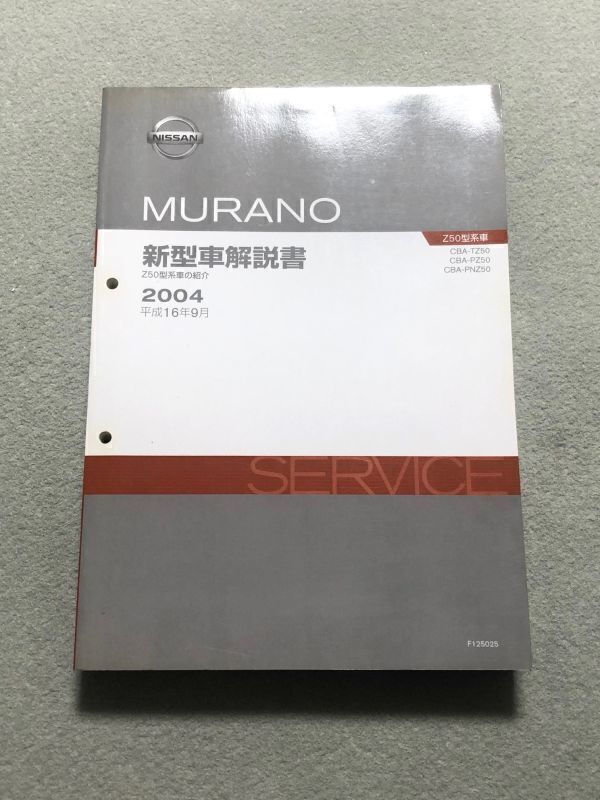 NISSAN
MURANO
Z50型系車
CBA-TZ50
CBA-PZ50
CBA-PNZ50
新型車解説書
Z50型系車の紹介
2004
平成16年9月
SERVICE
F125025